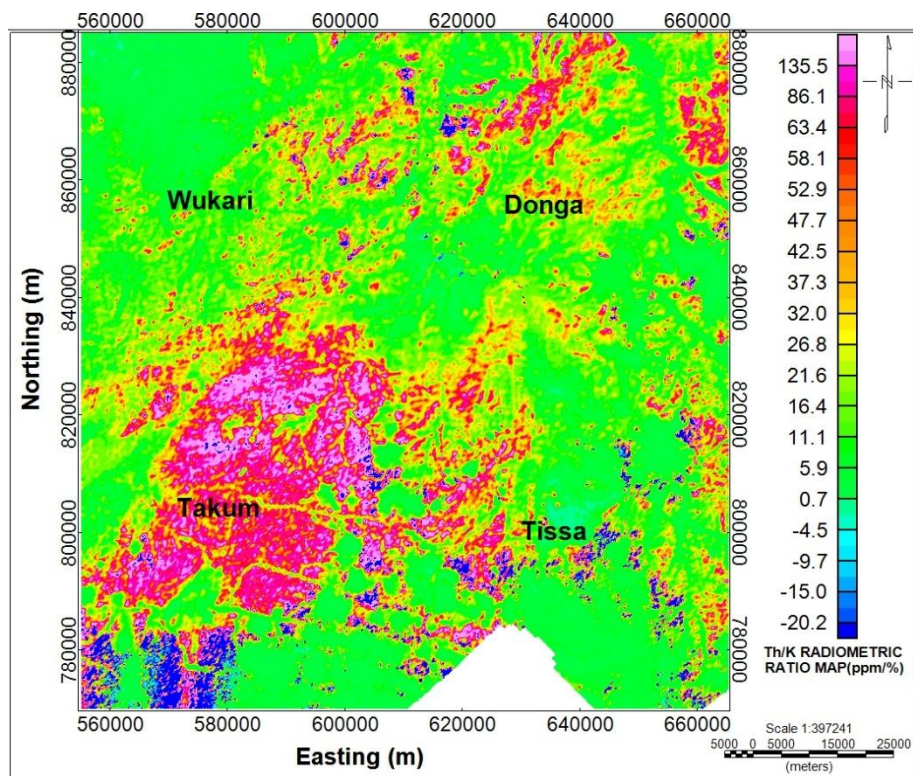 560000 580000 600000 620000 640000 660000
880000
860000
840000
820000
800000
780000
Northing (m)
Wukari
Donga
Takum
Tissa
880000
860000
840000
820000
800000
780000
560000 580000 600000 620000 640000 660000
Easting (m)
135.5
86.1
63.4
58.1
52.9
47.7
42.5
37.3
32.0
26.8
21.6
16.4
11.1
5.9
0.7
-4.5
-9.7
-15.0
-20.2
Th/K RADIOMETRIC
RATIO MAP(ppm/%)
N
Scale 1:397241
5000 0 5000 15000 25000
(meters)